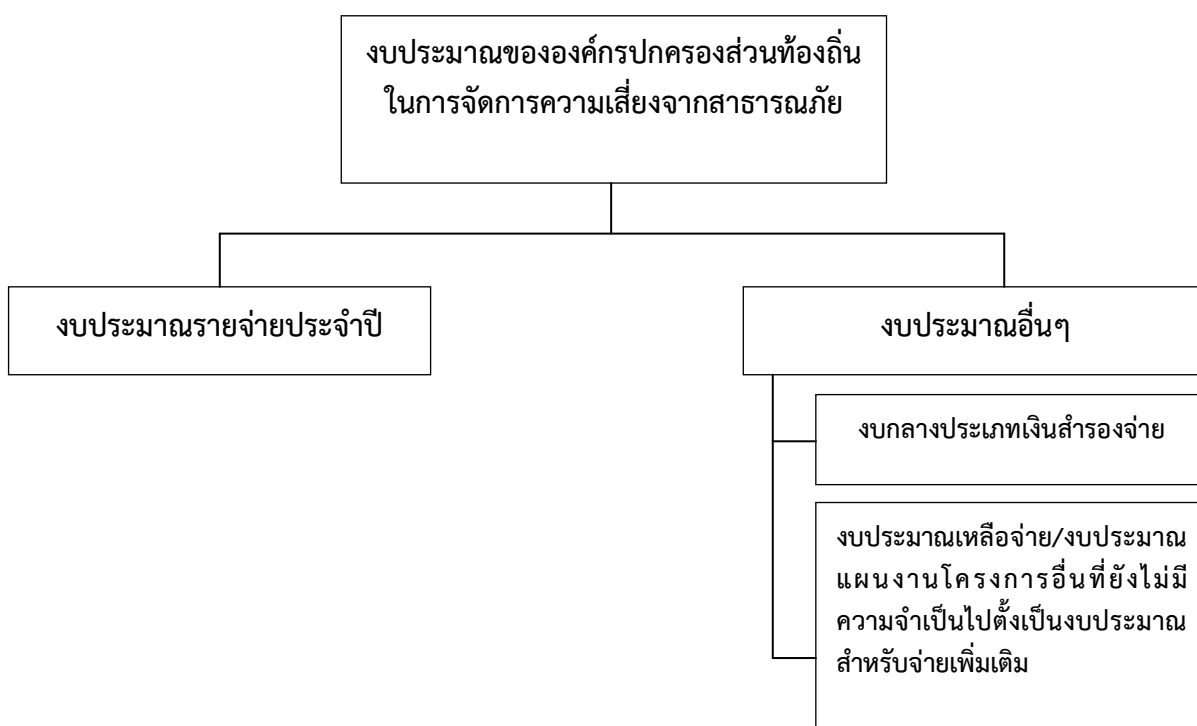 งบประมาณขององค์กรปกครองส่วนท้องถิ่น
ในการจัดการความเสี่ยงจากสาธารณภัย
งบประมาณรายจ่ายประจำปี
งบประมาณอื่นๆ
งบกลางประเภทเงินสำรองจ่าย
งบประมาณเหลือจ่าย/งบประมาณ
แผนงานโครงการอื่นที่ยังไม่มี
ความจำเป็นไปตั้งเป็นงบประมาณ
สำหรับจ่ายเพิ่มเติม